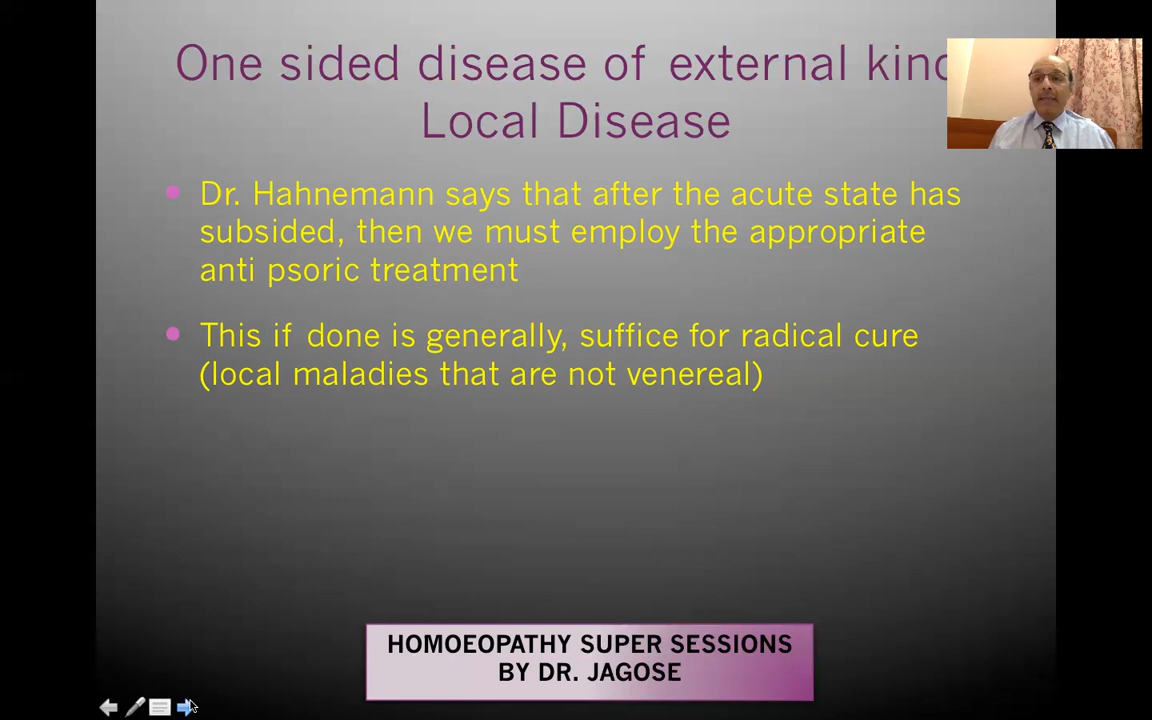 One sided disease of external kind
Local Disease
Dr. Hahnemann says that after the acute state has
subsided, then we must employ the appropriate
anti psoric treatment
This if done is generally, suffice for radical cure
(local maladies that are not venereal)
HOMOEOPATHY SUPER SESSIONS
BY DR. JAGOSE